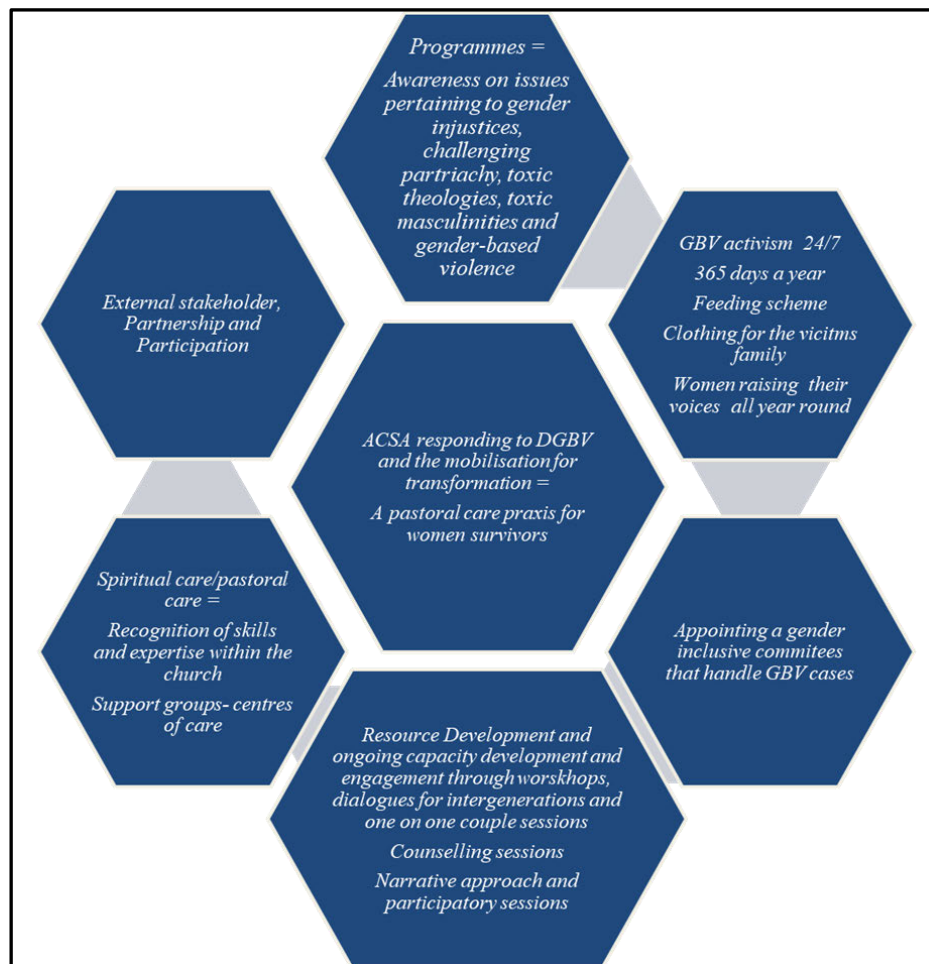 Programmes =
Awareness on issues
pertaining to gender
injustices,
challenging
partriachy, toxic
theologies, toxic
masculinities and
gender-based
violence
GBV activism 24/7
365 days a year
Feeding scheme
Clothing for the vicitms
family
Women raising their
voices all year round
External stakeholder,
Partnership and
Participation
ACSA responding to DGBV
and the mobilisation for
transformation =
A pastoral care praxis for
women survivors
Spiritual care/pastoral
care =
Recognition of skills
and expertise within the
church
Support groups- centres
of care
Appointing a gender
inclusive commitees
that handle GBV cases
Resource Development and
ongoing capacity development and
engagement through worskhops,
dialogues for intergenerations and
one on one couple sessions
Counselling sessions
Narrative approach and
participatory sessions